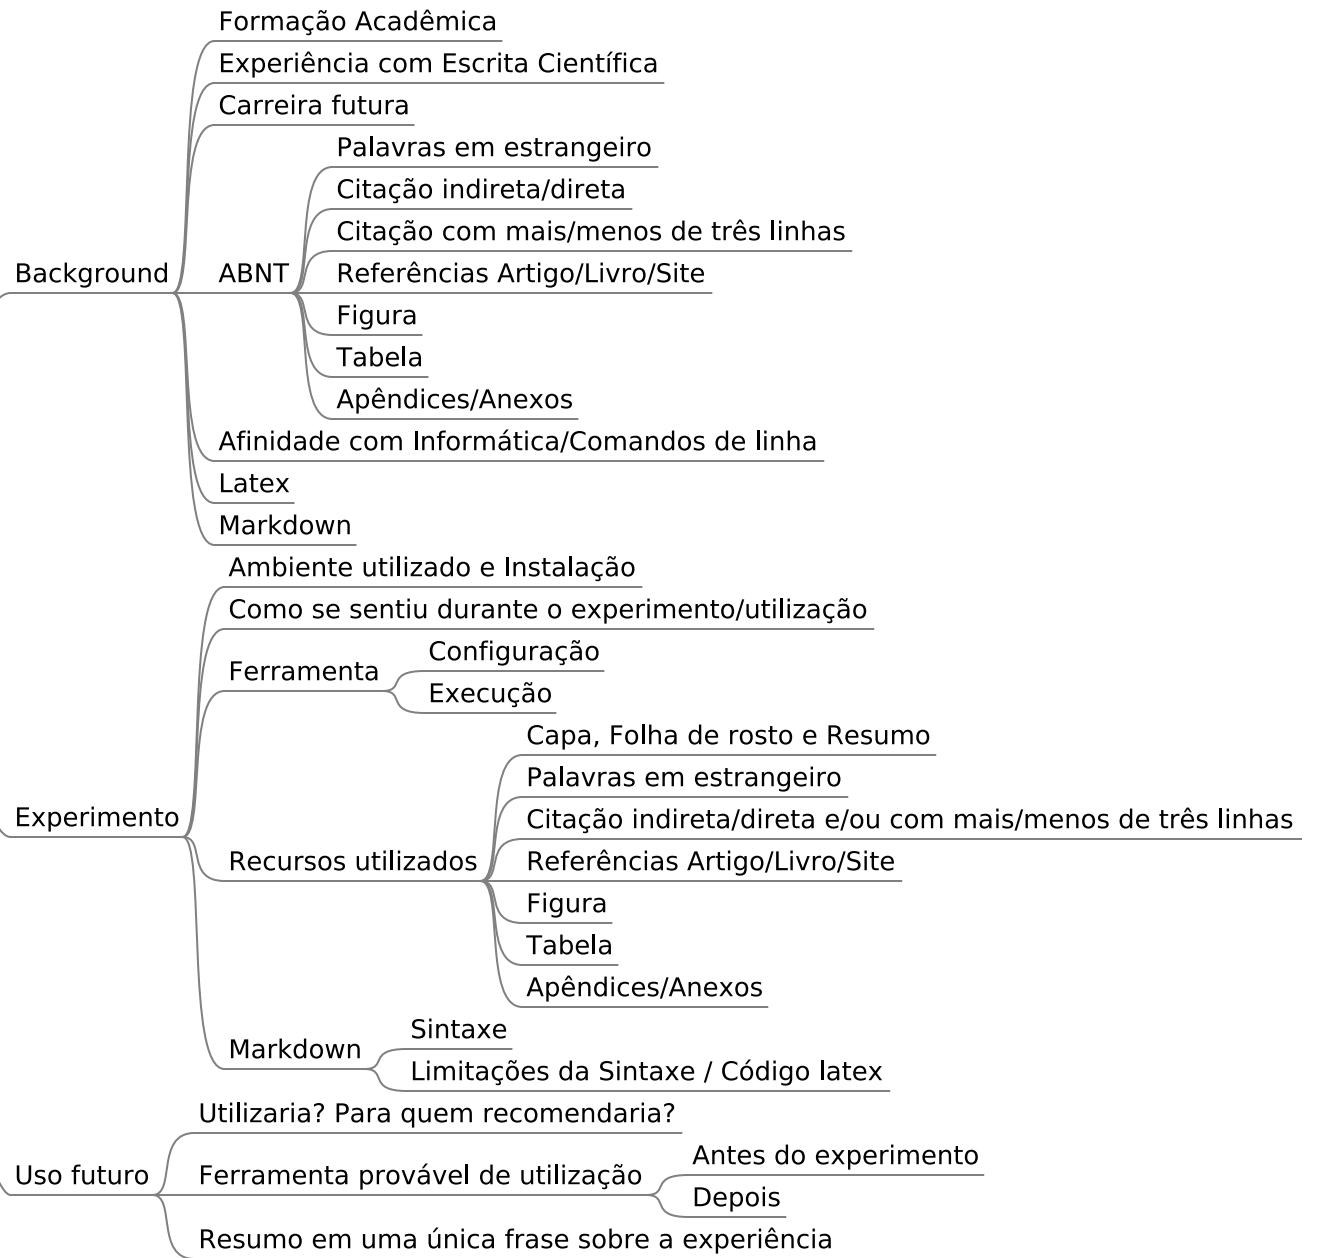 Formação Acadêmica
Experiência com Escrita Científica
Carreira futura
Palavras em estrangeiro
Citação indireta/direta
Citação com mais/menos de três linhas
Background
ABNT
Referências Artigo/Livro/Site
Figura
Tabela
Apêndices/Anexos
Afinidade com Informática/Comandos de linha
Latex
Markdown
Ambiente utilizado e Instalação
Como se sentiu durante o experimento/utilização
Configuração
Ferramenta
Execução
Capa, Folha de rosto e Resumo
Palavras em estrangeiro
Experimento
Citação indireta/direta e/ou com mais/menos de três linhas
Recursos utilizados
Referências Artigo/Livro/Site
Figura
Tabela
Apêndices/Anexos
Sintaxe
Markdown
Limitações da Sintaxe / Código latex
Utilizaria? Para quem recomendaria?
Antes do experimento
Uso futuro
Ferramenta provável de utilização
Depois
Resumo em uma única frase sobre a experiência